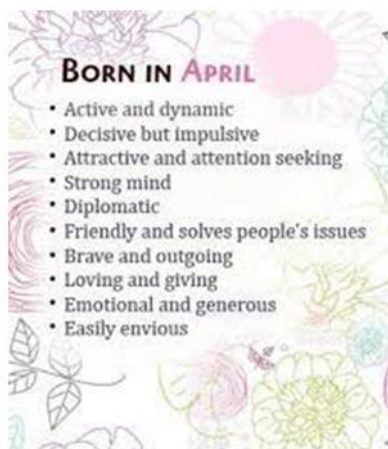 BORN IN APRIL
• Active and dynamic
• Decisive but impulsive
• Attractive and attention seeking
• Strong mind
• Diplomatic
• Friendly and solves people's issues
• Brave and outgoing
• Loving and giving
• Emotional and generous
• Easily envious